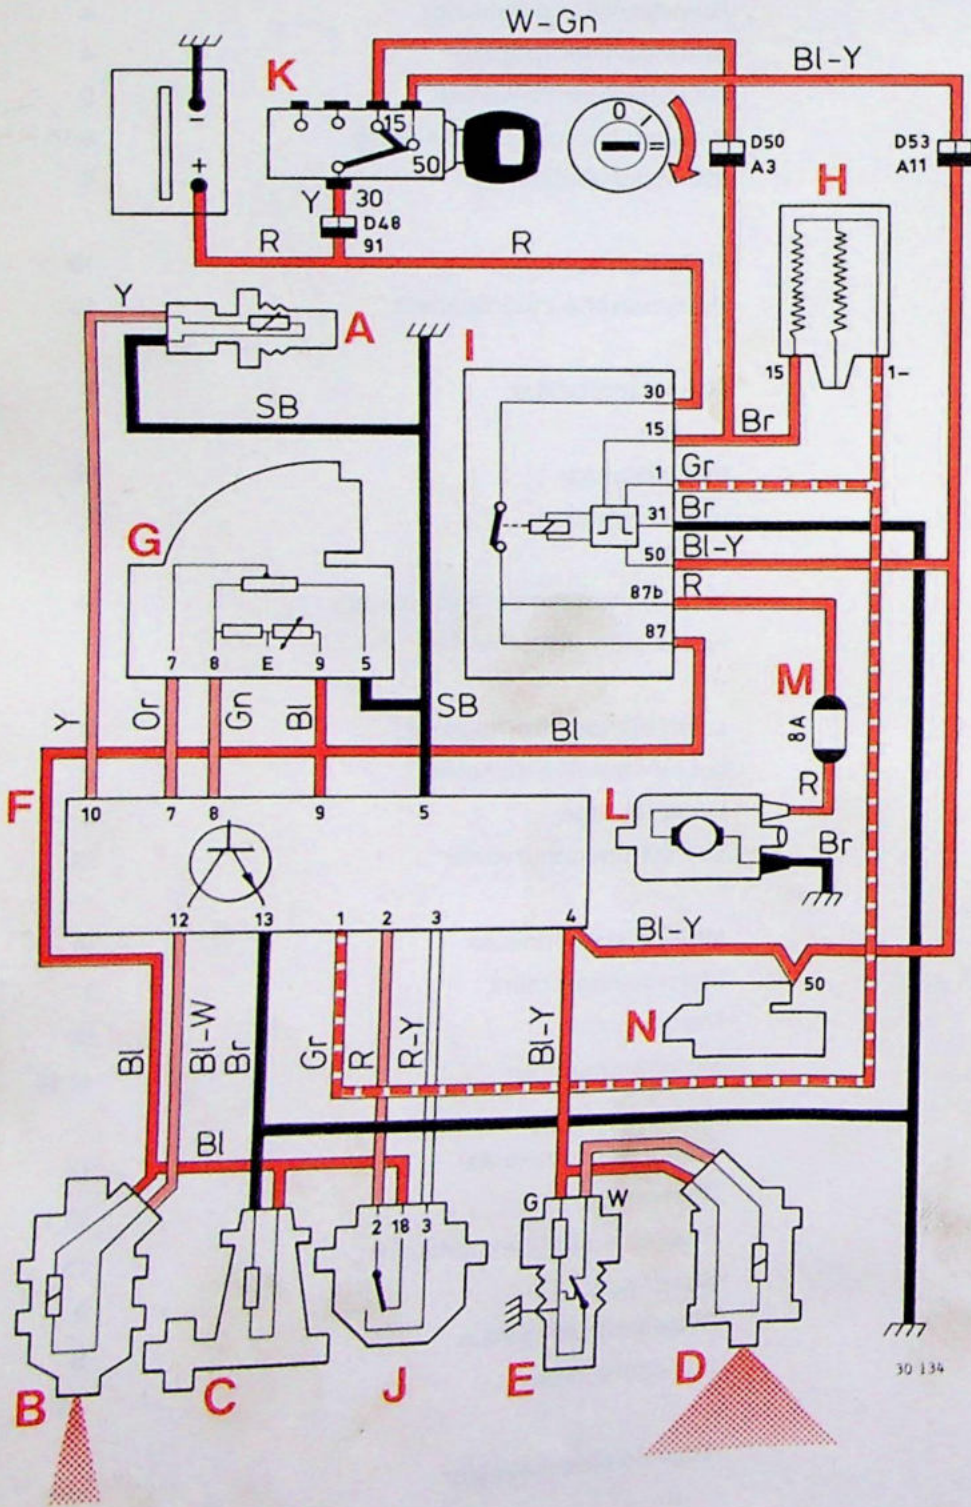 W-Gn
K
Bl-Y
-
15
0 I
=
D50
A3
D53
A11
+
50
H
Y
30
D48
91
R
R
Y
A
I
30
15
1-
SB
15
Br
1
Gr
G
31
Br
50
Bl-Y
87b
R
7
8
E
9
5
87
M
Y
Or
Gn
Bl
SB
Bl
8A
F
R
10
7
8
9
5
L
Br
12
13
1
2
3
4
Bl-Y
50
N
Bl
Bl-W
Br
Gr
R
R-Y
Bl-Y
Bl
G
W
2
18
3
B
C
J
E
D
30 134